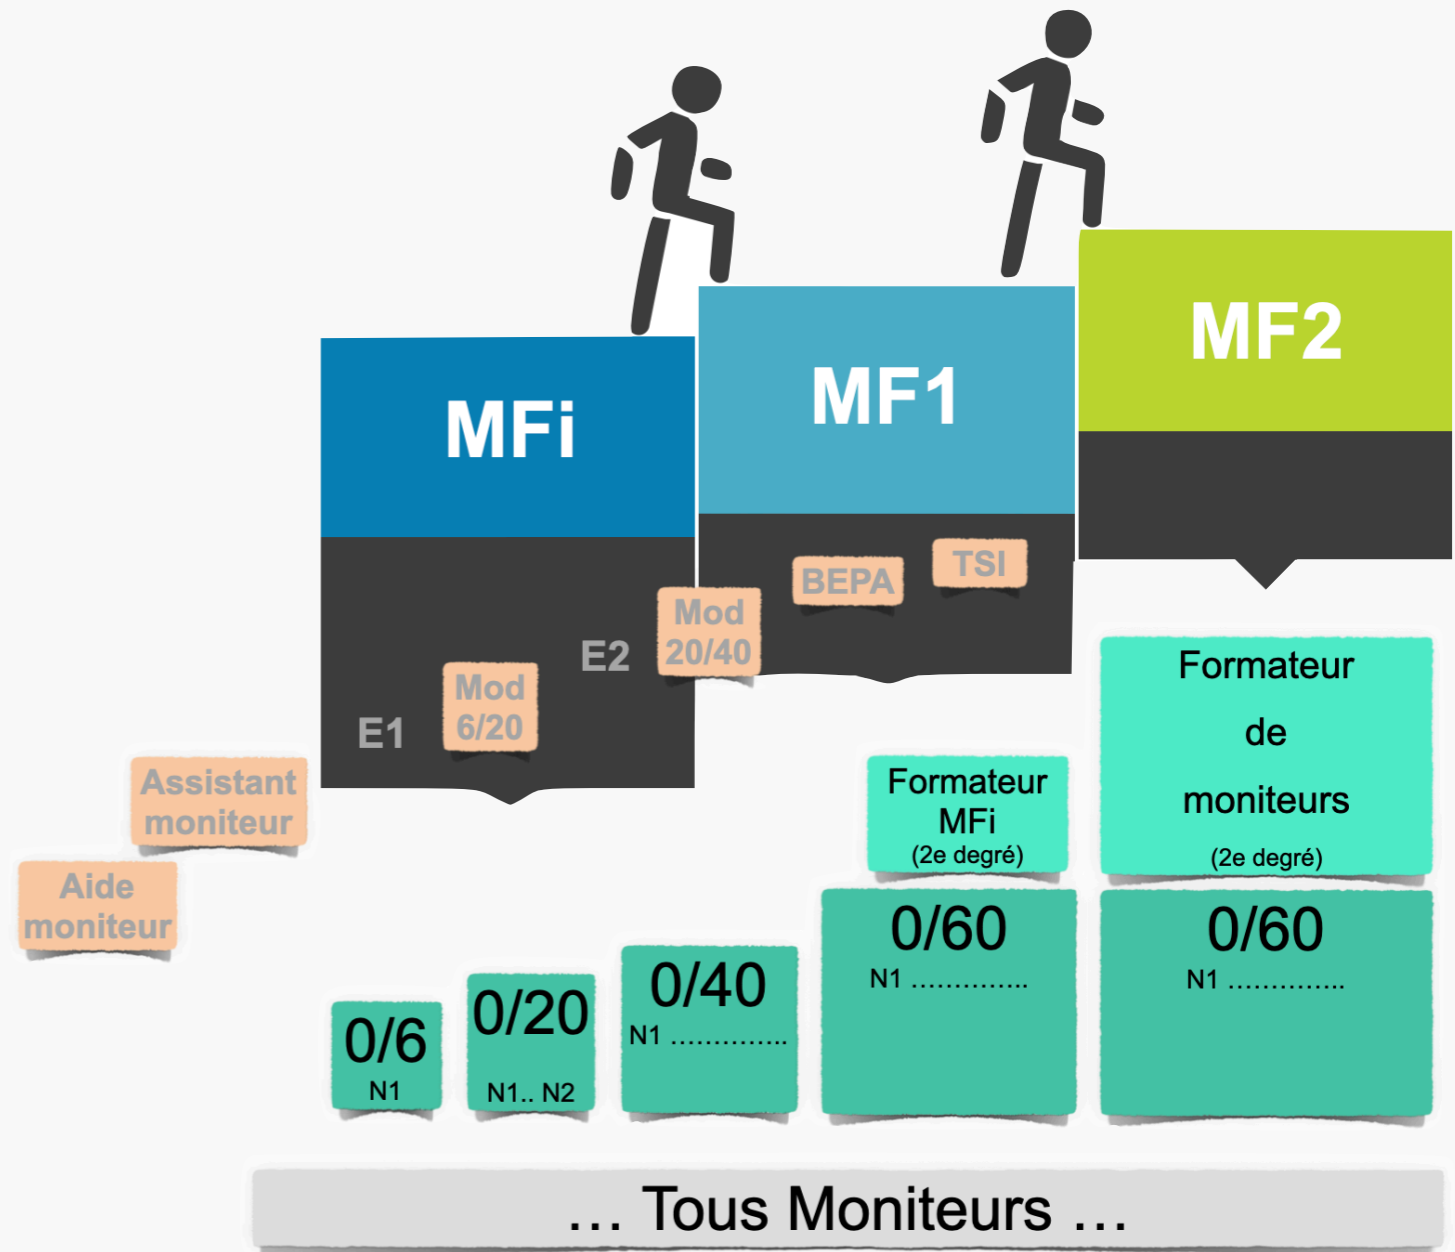 MF2
MF1
MFi
TSI
BEPA
Mod
20/40
E2
Mod
6/20
E1
Assistant
moniteur
Aide
moniteur
Formateur
de
moniteurs
(2e degré)
Formateur
MFi
(2e degré)
0/6
N1
0/20
N1.. N2
0/40
N1 …………..
0/60
N1 …………..
0/60
N1 …………..
… Tous Moniteurs …